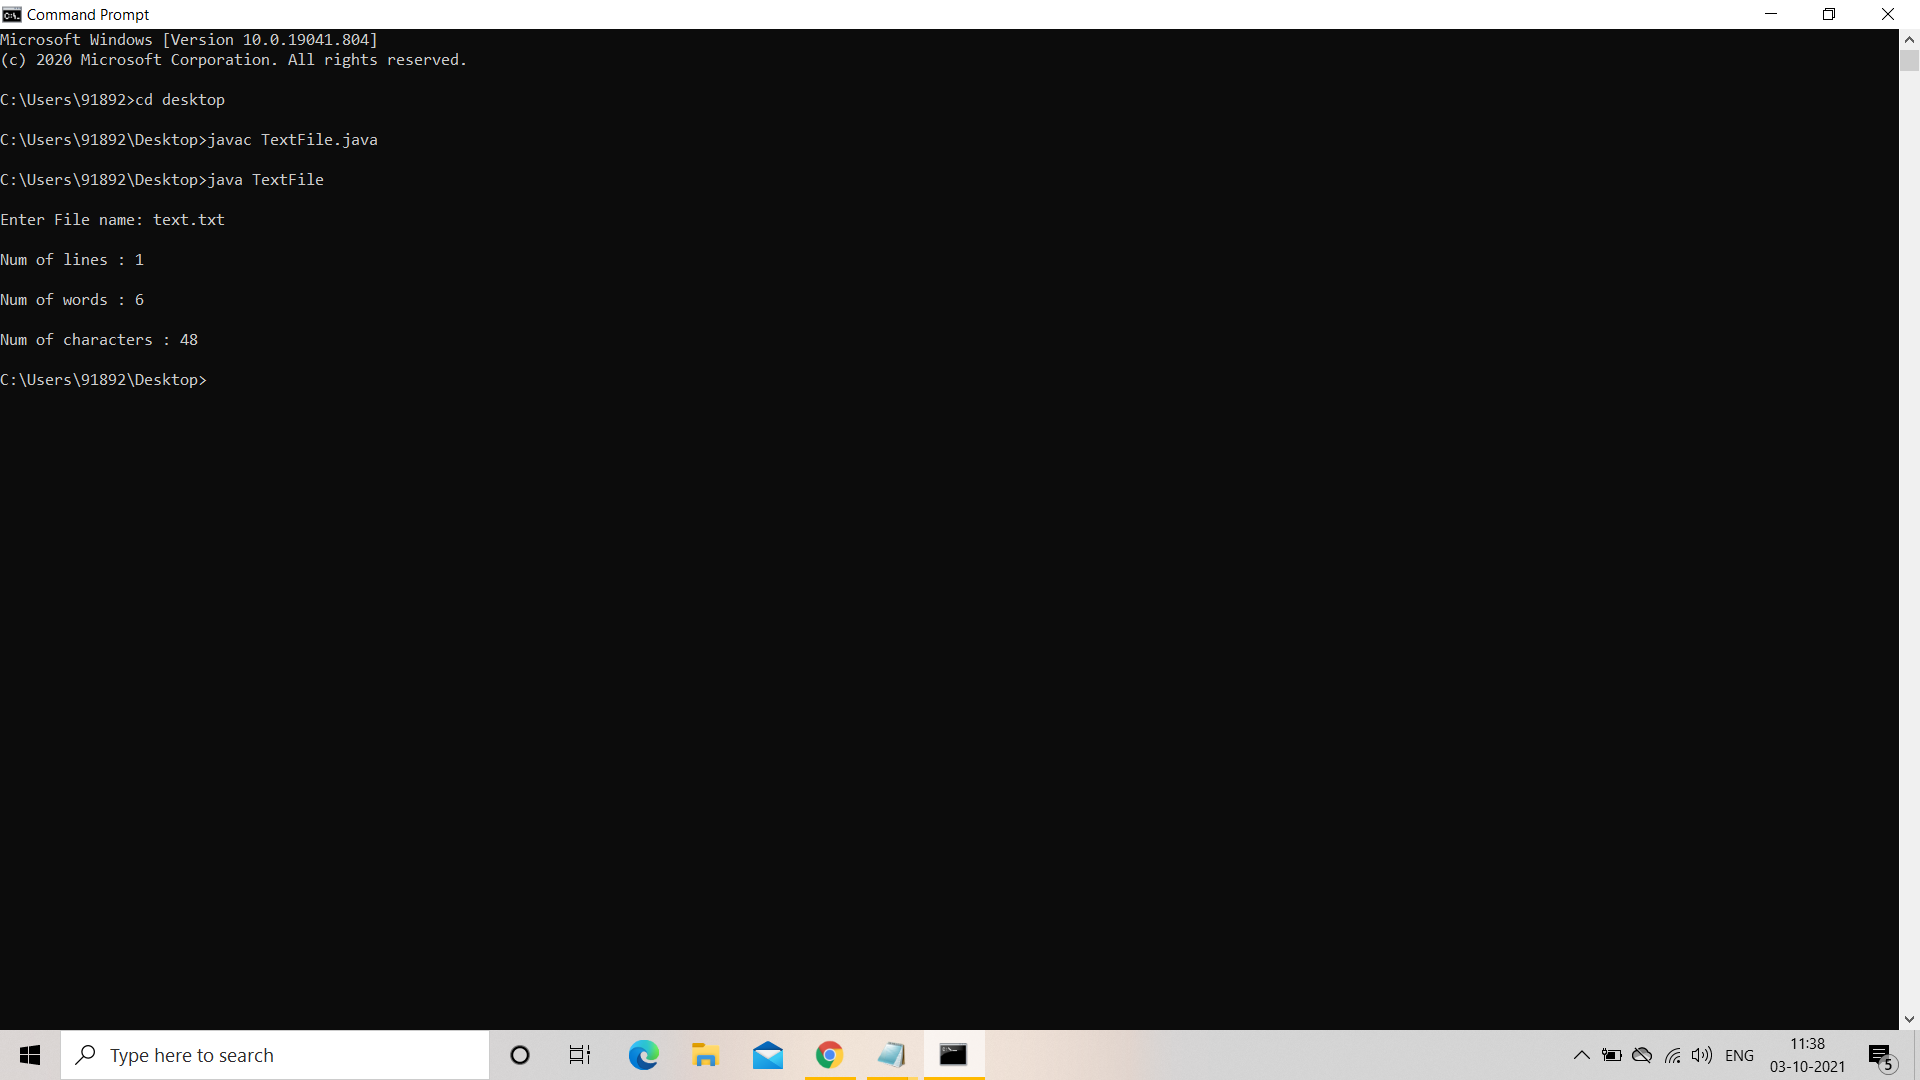 Command Prompt
Microsoft Windows [Version 10.0.19041.804]
(c) 2020 Microsoft Corporation. All rights reserved.
C:\Users\91892>cd desktop
C:\Users\91892\Desktop>javac TextFile.java
C:\Users\91892\Desktop>java TextFile
Enter File name: text.txt
Num of lines : 1
Num of words : 6
Num of characters : 48
C:\Users\91892\Desktop>
Type here to search
ENG
11:38
03-10-2021
5